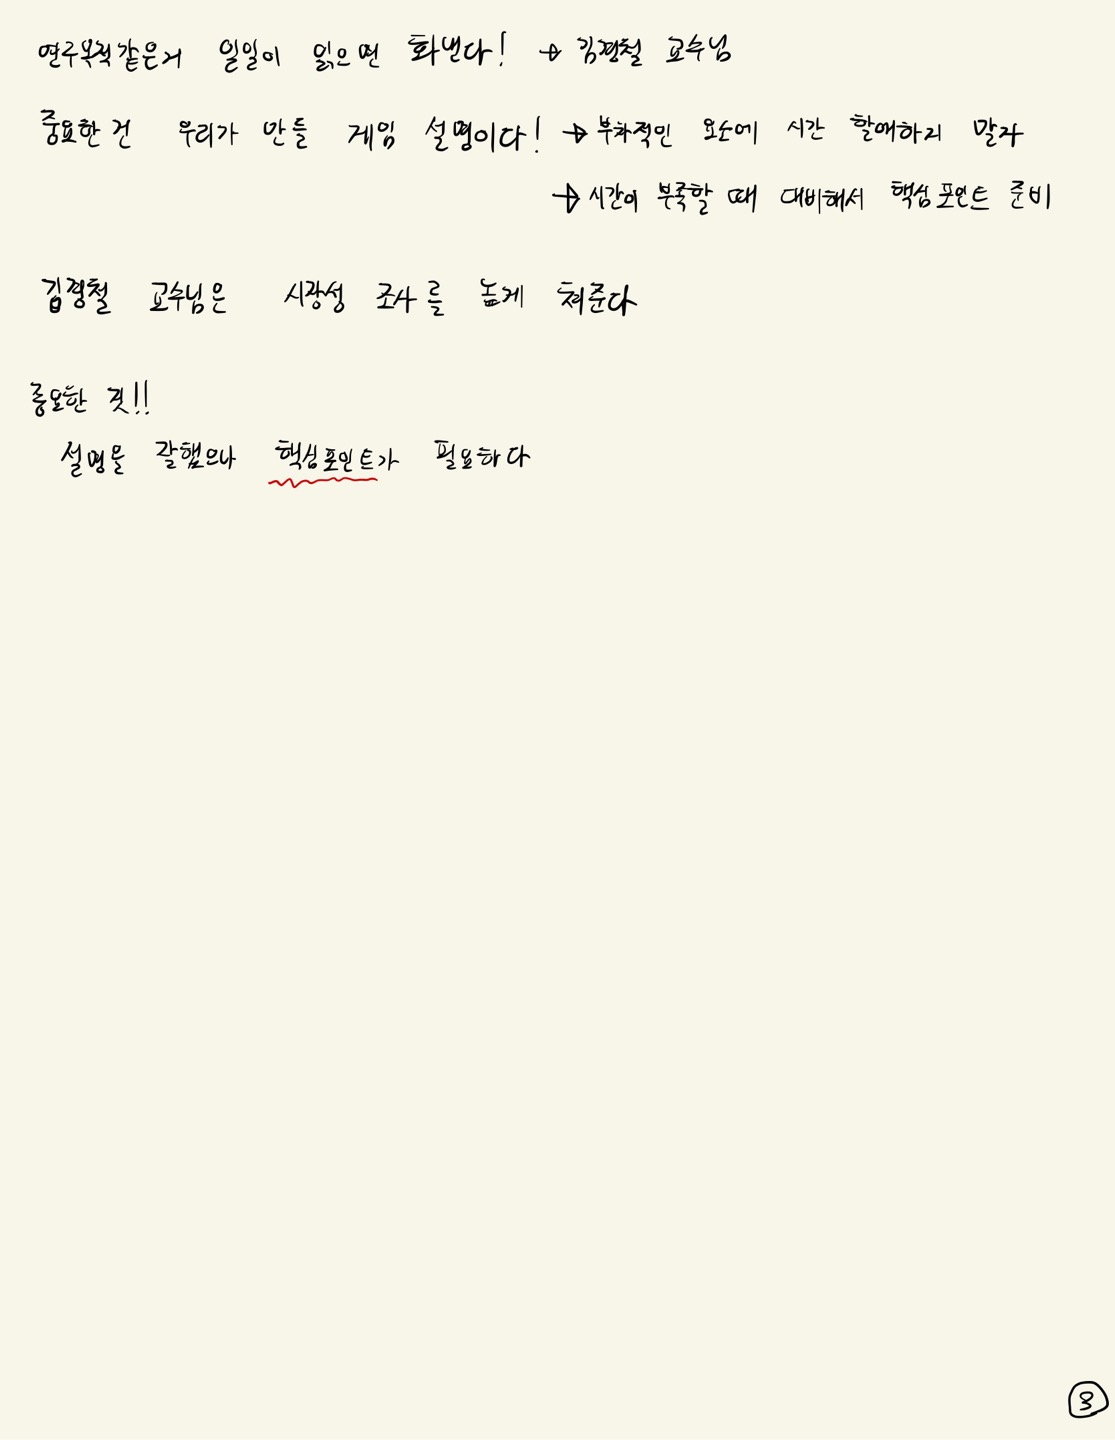 연구목적같은거 일일이 읽으면 화낸다! → 김경철 교수님
중요한건 우리가 만들 게임 설명이다! → 부차적인 요소에 시간 할애하지 말자
→ 시간이 부족할 때 대비해서 핵심포인트 준비
김경철 교수님은 시장성 조사를 높게 쳐준다
중요한 것!!
설명을 잘했으나 핵심포인트가 필요하다
3